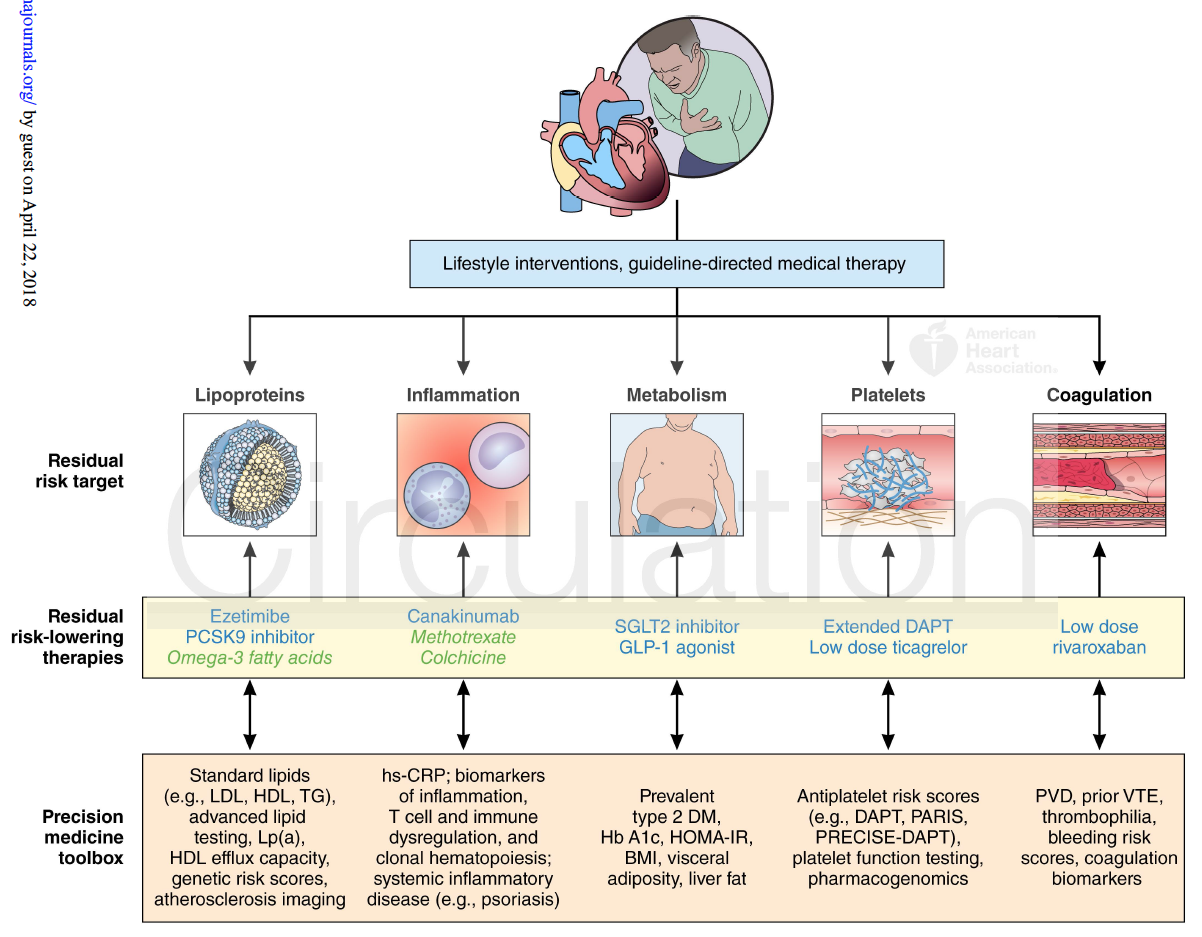 majournals.org/ by guest on April 22, 2018
Lifestyle interventions, guideline-directed medical therapy
American
Heart
Association®
Lipoproteins
Inflammation
Metabolism
Platelets
Coagulation
Residual
risk target
Circulation
Residual
risk-lowering
therapies
Ezetimibe
PCSK9 inhibitor
Omega-3 fatty acids
Canakinumab
Methotrexate
Colchicine
SGLT2 inhibitor
GLP-1 agonist
Extended DAPT
Low dose ticagrelor
Low dose
rivaroxaban
Precision
medicine
toolbox
Standard lipids
(e.g., LDL, HDL, TG),
advanced lipid
testing, Lp(a),
HDL efflux capacity,
genetic risk scores,
atherosclerosis imaging
hs-CRP; biomarkers
of inflammation,
T cell and immune
dysregulation, and
clonal hematopoiesis;
systemic inflammatory
disease (e.g., psoriasis)
Prevalent
type 2 DM,
Hb A1c, HOMA-IR,
BMI, visceral
adiposity, liver fat
Antiplatelet risk scores
(e.g., DAPT, PARIS,
PRECISE-DAPT),
platelet function testing,
pharmacogenomics
PVD, prior VTE,
thrombophilia,
bleeding risk
scores, coagulation
biomarkers